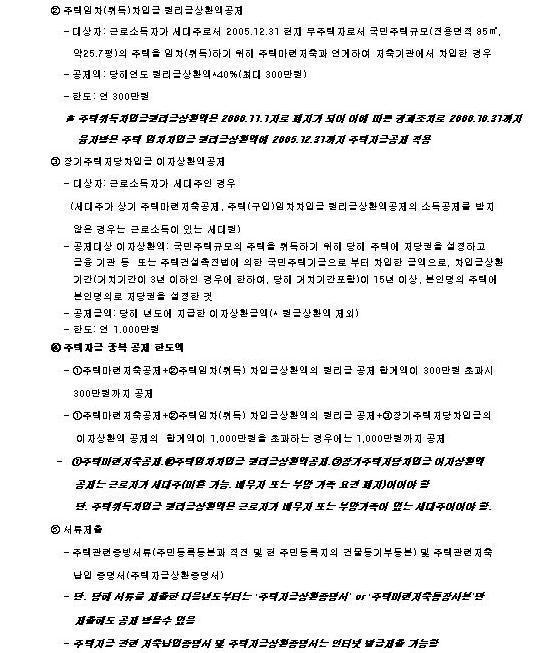 ② 주택임차(취득)차입금 원리금상환액공제
- 대상자: 근로소득자가 세대주로서 2005.12.31 현재 무주택자로서 국민주택규모(전용면적 85㎡,
약25.7평)의 주택을 임차(취득)하기 위해 주택마련저축과 연계하여 저축기관에서 차입한 경우
- 공제액: 당해연도 원리금상환액*40%(최대 300만원)
- 한도: 연 300만원
※ 주택취득차입금원리금상환액은 2000.11.1자로 폐지가 되어 이에 따른 경과조치로 2000.10.31까지
융자받은 주택 임차차입금 원리금상환액에 2005.12.31까지 주택자금공제 적용
③ 장기주택저당차입금 이자상환액공제
- 대상자: 근로소득자가 세대주인 경우
(세대주가 상기 주택마련저축공제, 주택(구입)임차차입금 원리금상환액공제의 소득공제를 받지
않은 경우는 근로소득이 있는 세대원)
- 공제대상 이자상환액: 국민주택규모의 주택을 취득하기 위해 당해 주택에 저당권을 설정하고
금융 기관 등 또는 주택건설촉진법에 의한 국민주택기금으로 부터 차입한 금액으로, 차입금상환
기간(거치기간이 3년 이하인 경우에 한하여, 당해 거치기간포함)이 15년 이상, 본인명의 주택에
본인명의로 저당권을 설정한 것
- 공제금액: 당해 년도에 지급한 이자상환금액(* 원금상환액 제외)
- 한도: 연 1,000만원
④ 주택자금 중복 공제 한도액
- ①주택마련저축공제+②주택임차(취득) 차입금상환액의 원리금 공제 합계액이 300만원 초과시
300만원까지 공제
- ①주택마련저축공제+②주택임차(취득) 차입금상환액의 원리금 공제+③장기주택저당차입금의
이자상환액 공제의 합계액이 1,000만원을 초과하는 경우에는 1,000만원까지 공제
- ①주택마련저축공제.②주택임차차입금 원리금상환액공제.③장기주택저당차입금 이자상환액
공제는 근로자가 세대주(미혼 가능. 배우자 또는 부양 가족 요건 폐지)이어야 함
단. 주택취득차입금 원리금상환액은 근로자가 배우자 또는 부양가족이 있는 세대주이어야 함.
⑤ 서류제출
- 주택관련증빙서류(주민등록등본과 직전 및 현 주민등록지의 건물등기부등본) 및 주택관련저축
납입 증명서(주택자금상환증명서)
- 단. 당해 서류를 제출한 다음년도부터는 '주택자금상환증명서' or '주택마련저축통장사본'만
제출해도 공제 받을수 있음
- 주택자금 관련 저축납입증명서 및 주택자금상환증명서는 인터넷 발급제출 가능함